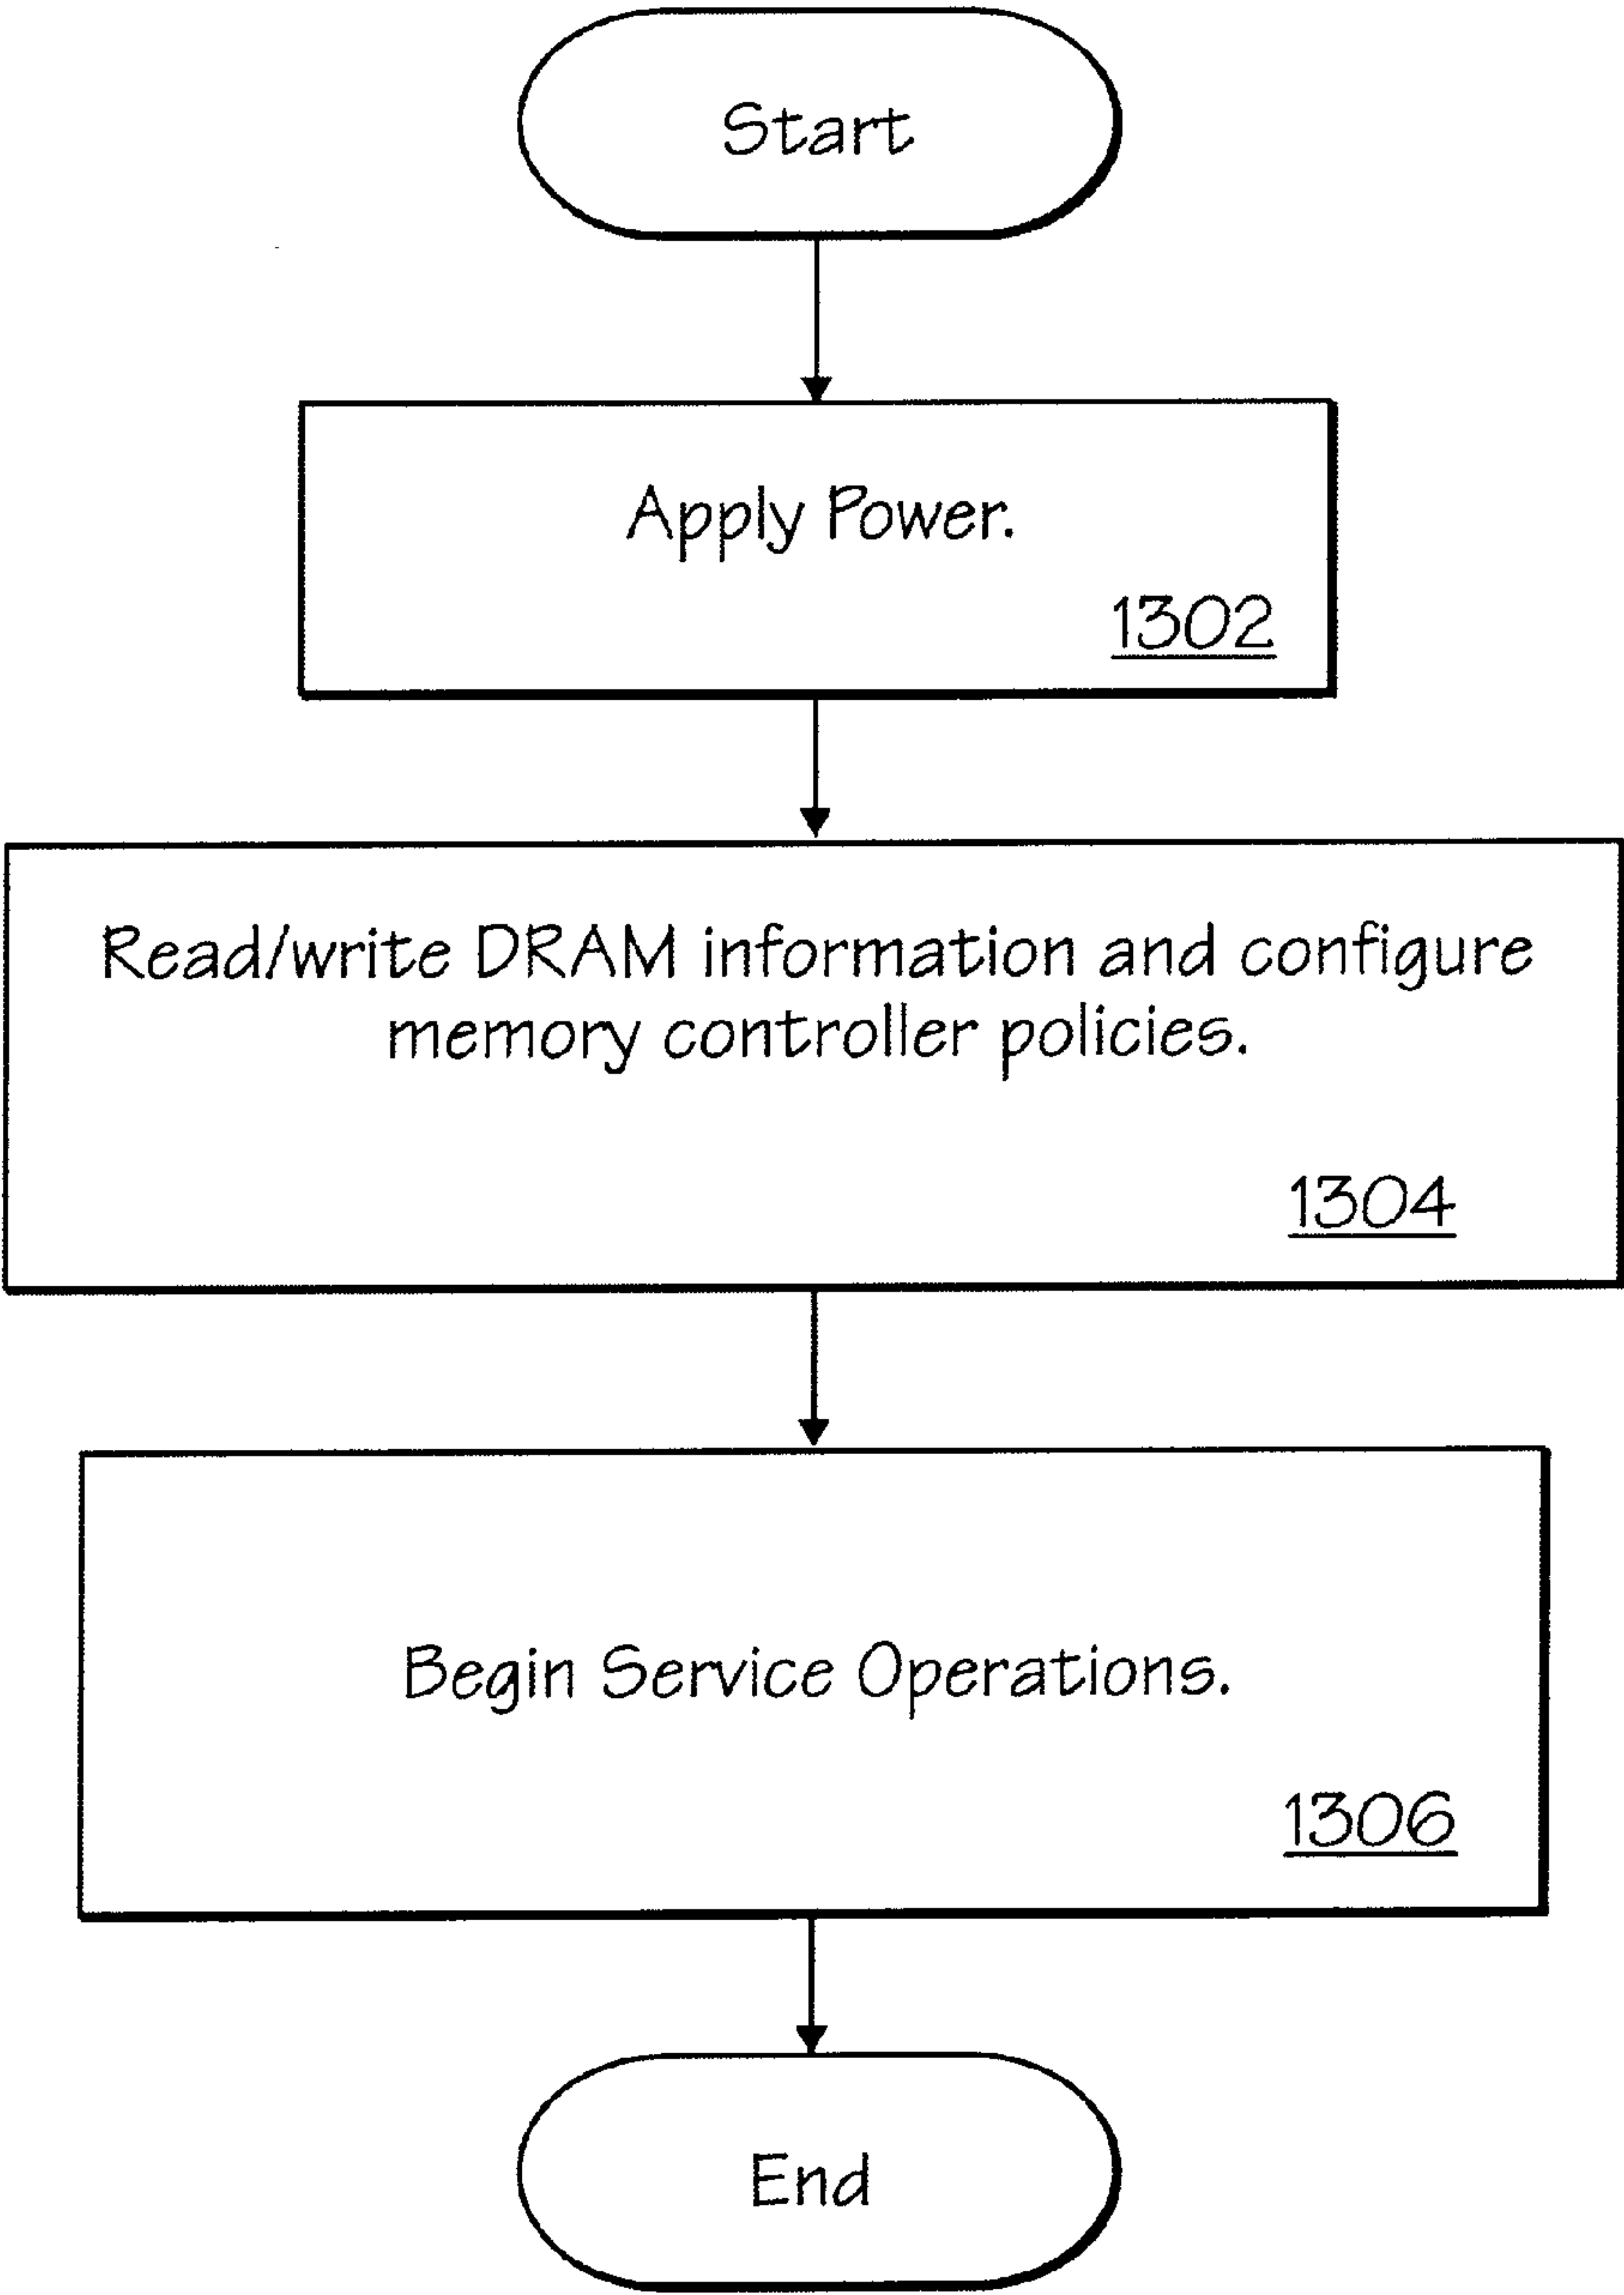 Start
Apply Power.
1302
Read/write DRAM information and configure
memory controller policies.
1304
Begin Service Operations.
1306
End